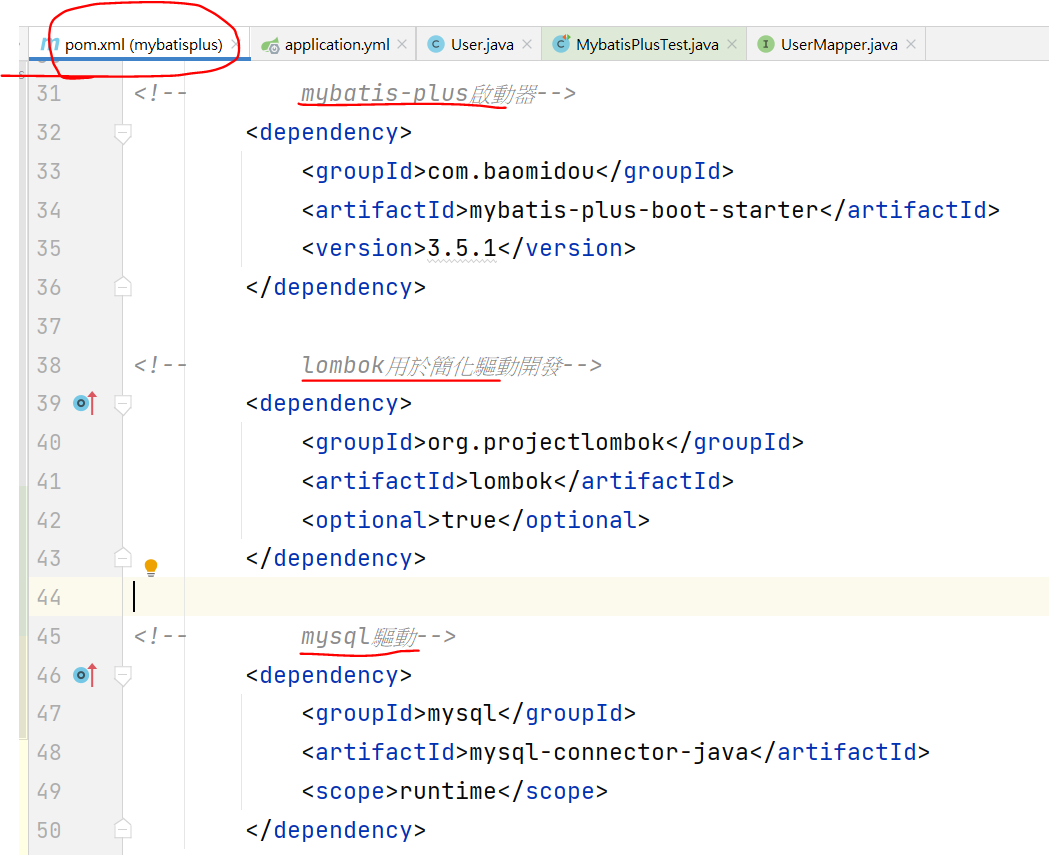 pom.xml (mybatisplus) application.yml User.java MybatisPlusTest.java UserMapper.java
31 <!-- mybatis-plus啟動器-->
32 <dependency>
33 <groupId>com.baomidou</groupId>
34 <artifactId>mybatis-plus-boot-starter</artifactId>
35 <version>3.5.1</version>
36 </dependency>
37
38 <!-- lombok用於簡化驅動開發-->
39 <dependency>
40 <groupId>org.projectlombok</groupId>
41 <artifactId>lombok</artifactId>
42 <optional>true</optional>
43 </dependency>
44
45 <!-- mysql驅動-->
46 <dependency>
47 <groupId>mysql</groupId>
48 <artifactId>mysql-connector-java</artifactId>
49 <scope>runtime</scope>
50 </dependency>